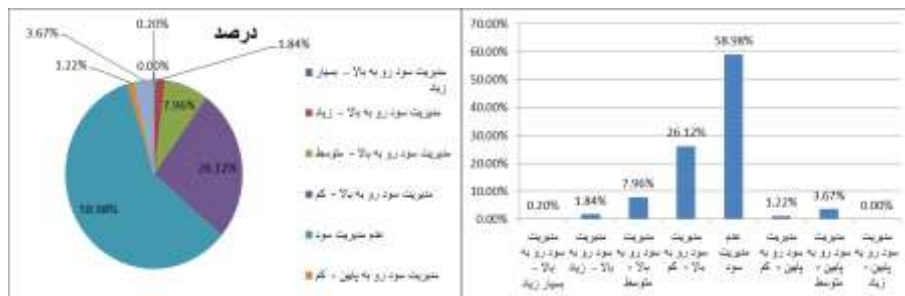 درصد
0.20%
3.67%
1.84%
0.00%
1.22%
7.96%
26.12%
58.98%
مدیریت سود رو به بالا - بسیار
زیاد
مدیریت سود رو به بالا - زیاد
مدیریت سود رو به بالا - متوسط
مدیریت سود رو به بالا - کم
عدم مدیریت سود
مدیریت سود رو به پایین - کم
70.00%
60.00%
50.00%
40.00%
30.00%
20.00%
10.00%
0.00%
0.20%
1.84%
7.96%
26.12%
58.98%
1.22%
3.67%
0.00%
مدیریت
سود رو به
بالا -
بسیار زیاد
مدیریت
سود رو به
بالا - زیاد
مدیریت
سود رو به
بالا -
متوسط
مدیریت
سود رو به
بالا - کم
عدم
مدیریت
سود
مدیریت
سود رو به
پایین - کم
مدیریت
سود رو به
پایین -
متوسط
مدیریت
سود رو به
پایین -
زیاد